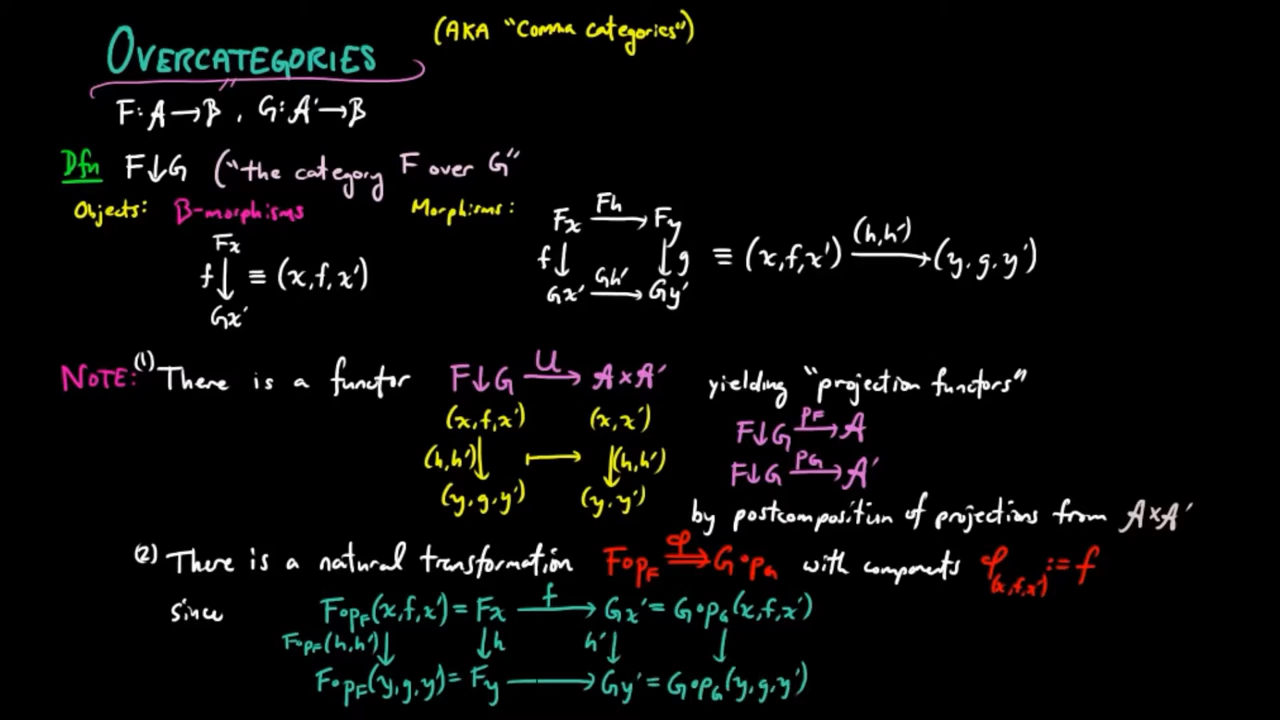 OVERCATEGORIES (AKA "Comma categories")
F: A → B, G: A' → B
Dfn F↓G ("the category F over G"
Objects: B-morphisms Morphisms:
Fx Fx Fh→ Fy
f ↓ ≡ (x, f, x') f ↓ ↓ g ≡ (x, f, x') (h, h')→ (y, g, y')
Gx' Gx' Gh'→ Gy'
NOTE: (1) There is a functor F↓G U→ A×A' yielding "projection functors"
(x, f, x') (x, x') F↓G pF→ A
(h, h') ↓ ↦ ↓ (h, h') F↓G pG→ A'
(y, g, y') (y, y')
by postcomposition of projections from A×A'
(2) There is a natural transformation F∘pF φ⇒ G∘pG with components φ(x,f,x') := f
since F∘pF(x, f, x') = Fx f→ Gx' = G∘pG(x, f, x')
F∘pF(h, h') ↓ ↓ h h' ↓ ↓
F∘pF(y, g, y') = Fy → Gy' = G∘pG(y, g, y')